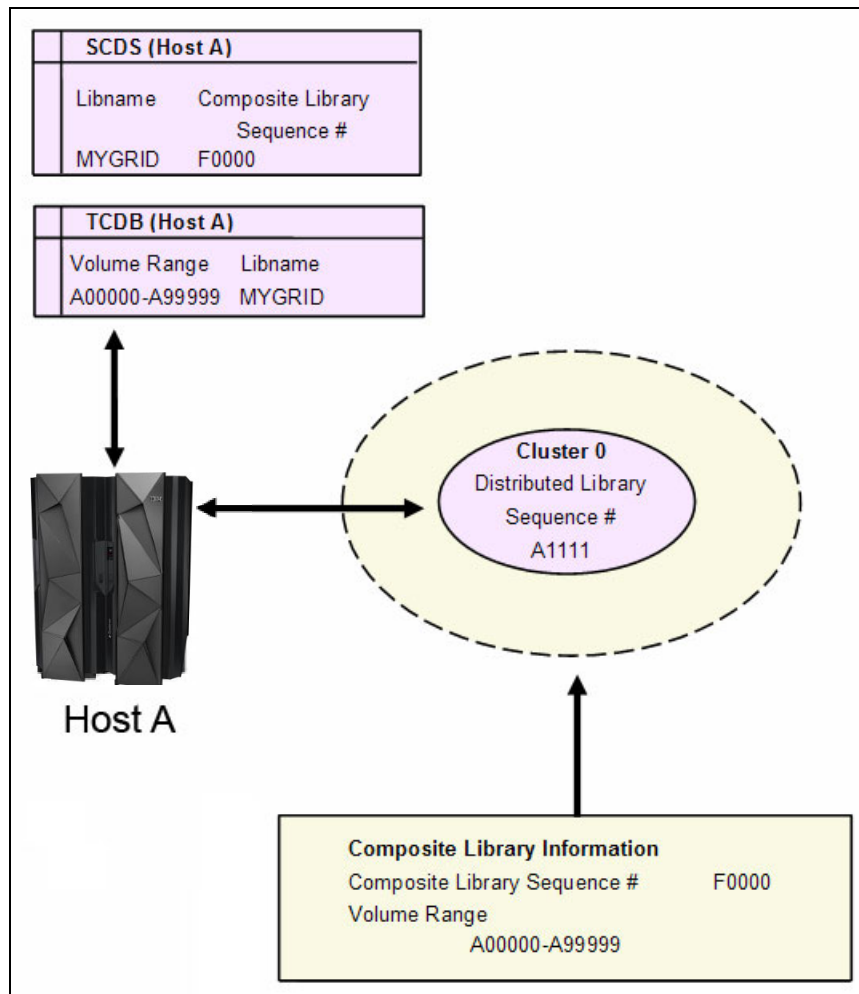 SCDS (Host A)
Libname Composite Library
Sequence #
MYGRID F0000
TCDB (Host A)
Volume Range Libname
A00000-A99999 MYGRID
Cluster 0
Distributed Library
Sequence #
A1111
IBM
Host A
Composite Library Information
Composite Library Sequence # F0000
Volume Range
A00000-A99999